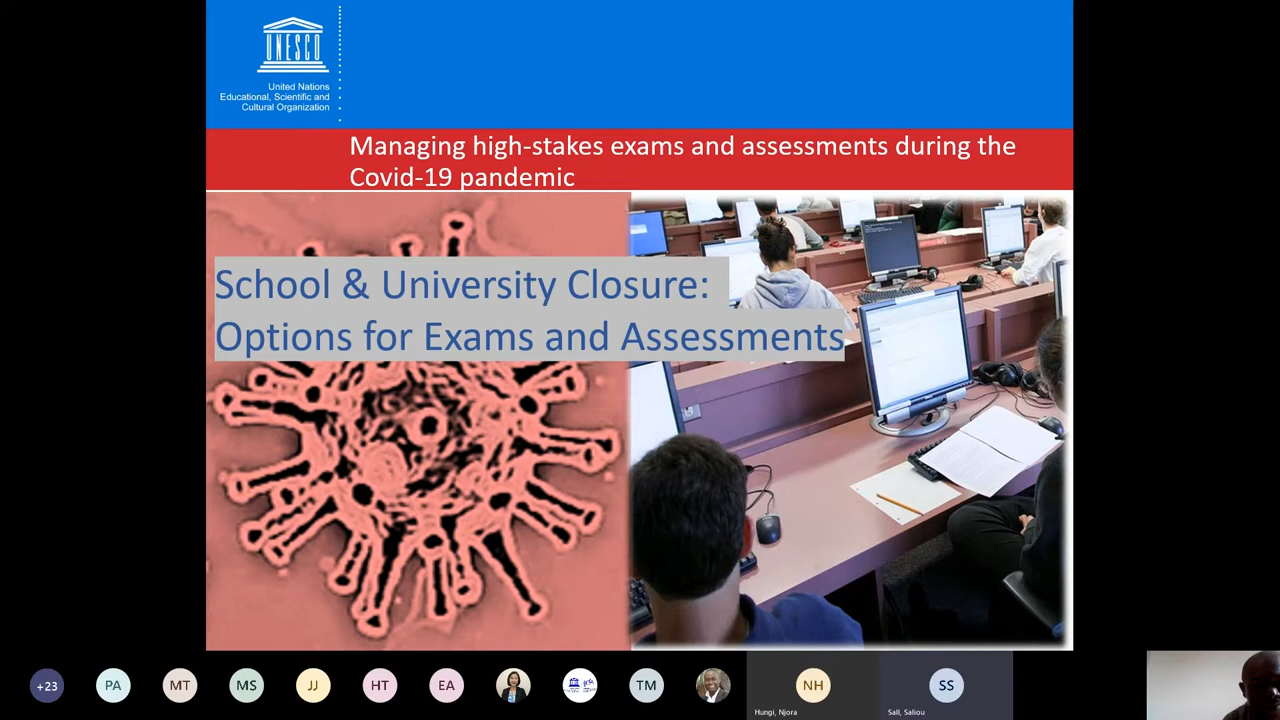 UNESCO
United Nations
Educational, Scientific and
Cultural Organization
Managing high-stakes exams and assessments during the
Covid-19 pandemic
School & University Closure:
Options for Exams and Assessments
+23
PA
MT
MS
JJ
HT
EA
TM
NH
SS
Hungi, Njora
Sall, Saliou